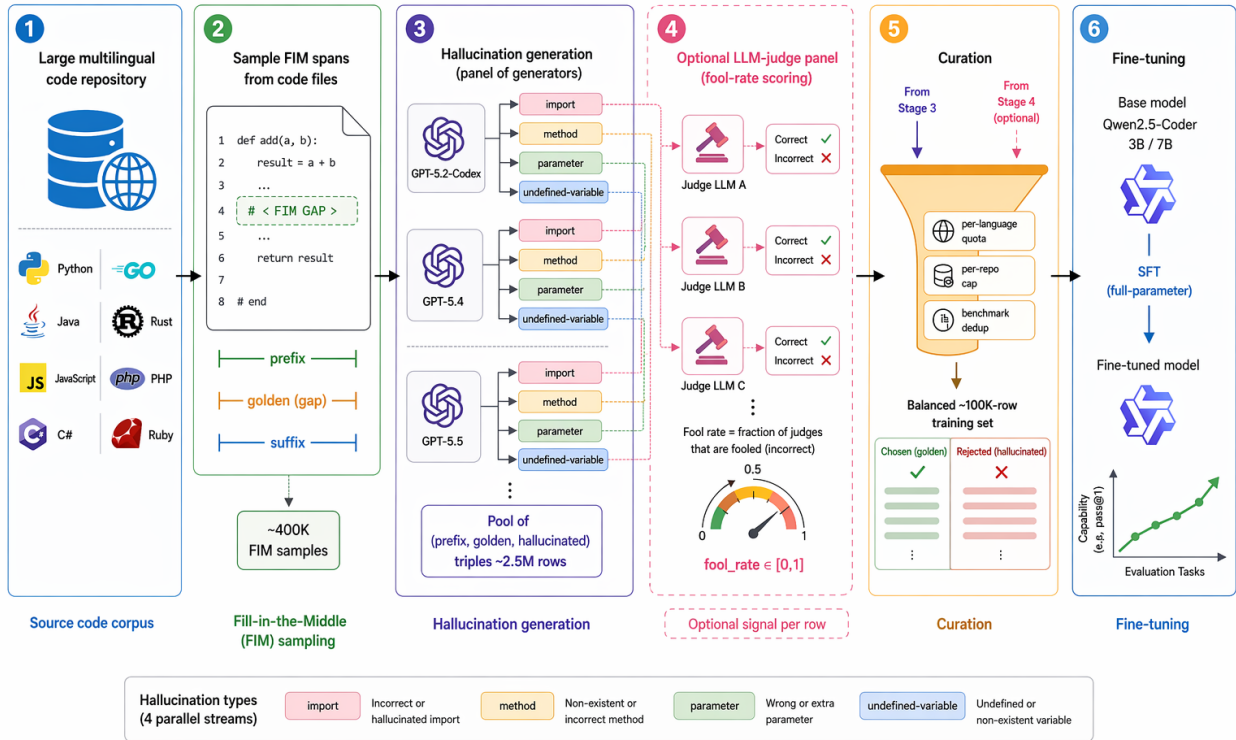 1
Large multilingual
code repository
Python
GO
Java
Rust
JS
JavaScript
php
PHP
C#
C#
Ruby
Source code corpus
2
Sample FIM spans
from code files
1 def add(a, b):
2 result = a + b
3 ...
4 # < FIM GAP >
5 ...
6 return result
7
8 # end
prefix
golden (gap)
suffix
~400K
FIM samples
Fill-in-the-Middle
(FIM) sampling
3
Hallucination generation
(panel of generators)
GPT-5.2-Codex
import
method
parameter
undefined-variable
GPT-5.4
import
method
parameter
undefined-variable
GPT-5.5
import
method
parameter
undefined-variable
Pool of
(prefix, golden, hallucinated)
triples ~2.5M rows
Hallucination generation
4
Optional LLM-judge panel
(fool-rate scoring)
Judge LLM A
Correct ✓
Incorrect ✗
Judge LLM B
Correct ✓
Incorrect ✗
Judge LLM C
Correct ✓
Incorrect ✗
Fool rate = fraction of judges
that are fooled (incorrect)
0.5
0
1
fool_rate ∈ [0,1]
Optional signal per row
5
Curation
From
Stage 3
From
Stage 4
(optional)
per-language
quota
per-repo
cap
benchmark
dedup
Balanced ~100K-row
training set
Chosen (golden)
Rejected (hallucinated)
Curation
6
Fine-tuning
Base model
Qwen2.5-Coder
3B / 7B
SFT
(full-parameter)
Fine-tuned model
Capability
(e.g., pass@1)
Evaluation Tasks
Fine-tuning
Hallucination types
(4 parallel streams)
import
Incorrect or
hallucinated import
method
Non-existent or
incorrect method
parameter
Wrong or extra
parameter
undefined-variable
Undefined or
non-existent variable